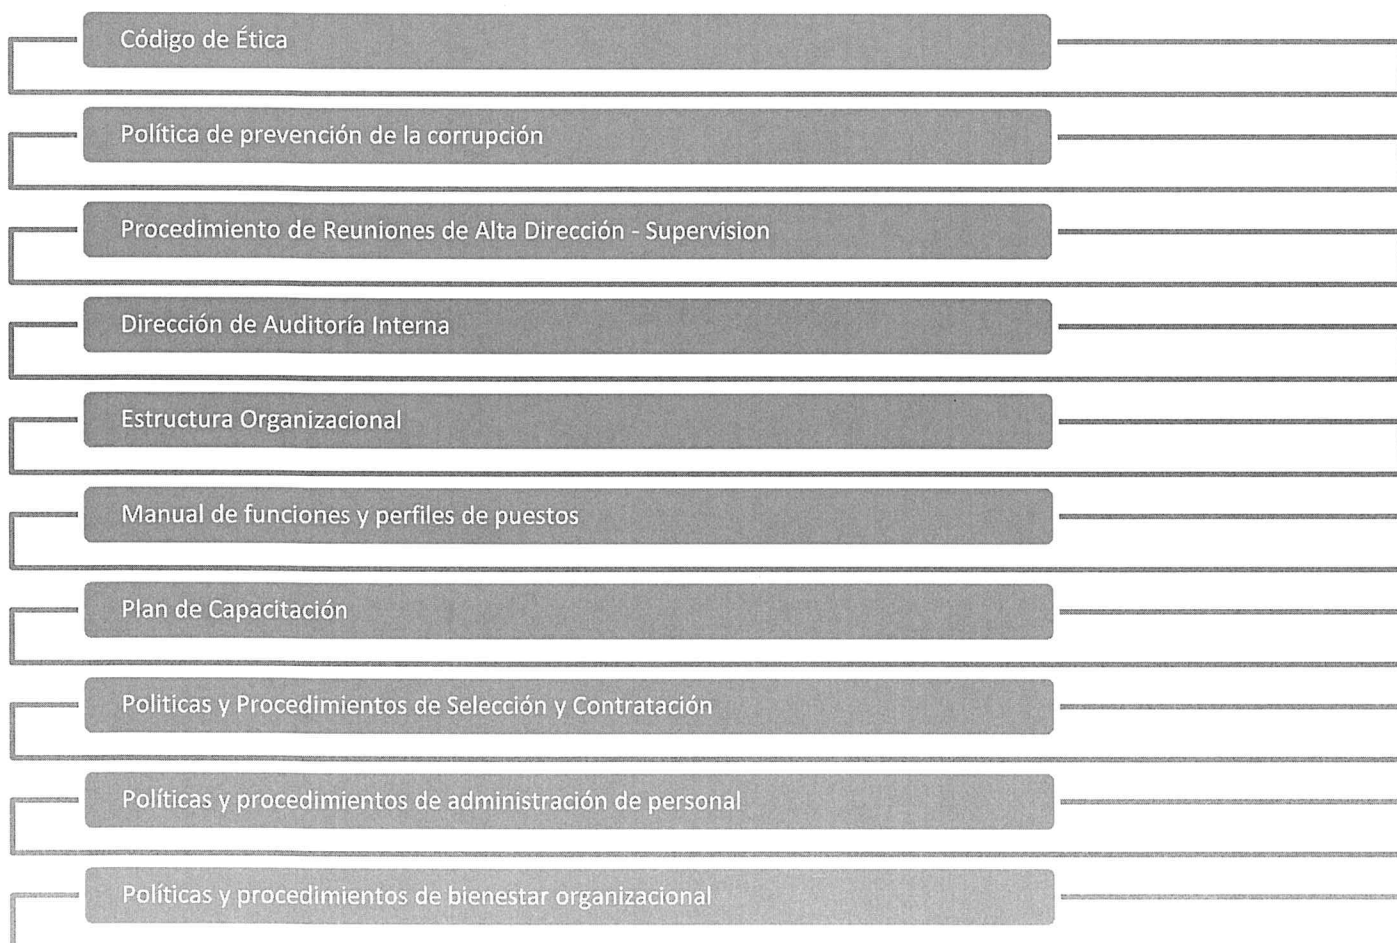 Código de Ética
Política de prevención de la corrupción
Procedimiento de Reuniones de Alta Dirección - Supervision
Dirección de Auditoría Interna
Estructura Organizacional
Manual de funciones y perfiles de puestos
Plan de Capacitación
Politicas y Procedimientos de Selección y Contratación
Políticas y procedimientos de administración de personal
Políticas y procedimientos de bienestar organizacional